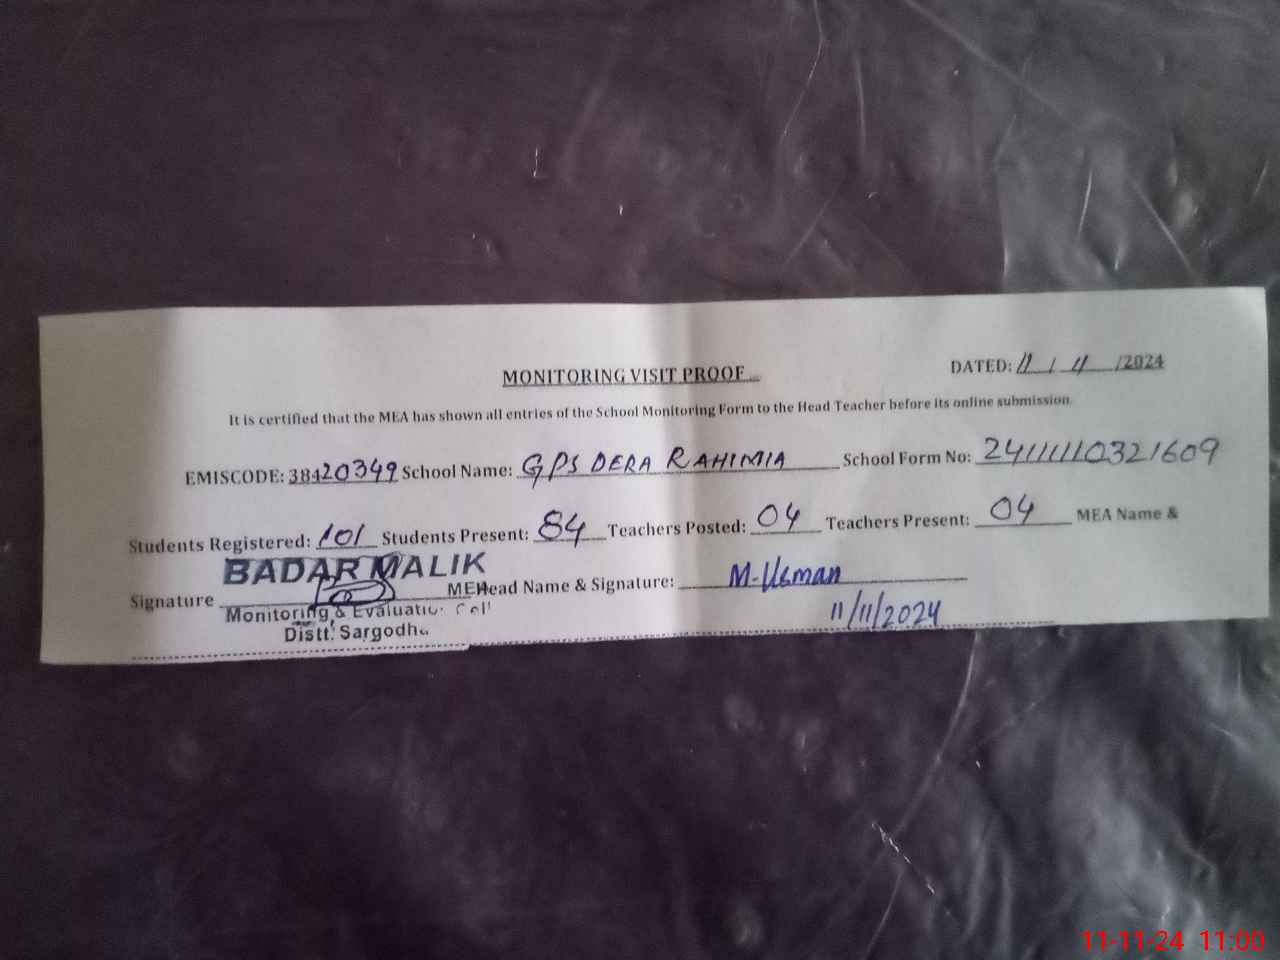 MONITORING VISIT PROOF
DATED: 11 / 11 /2024
It is certified that the MEA has shown all entries of the School Monitoring Form to the Head Teacher before its online submission.
EMISCODE: 38420349 School Name: GPS DERA RAHIMIA School Form No: 24111110321609
Students Registered: 101 Students Present: 84 Teachers Posted: 04 Teachers Present: 04 MEA Name &
BADAR MALIK
Signature Head Name & Signature: M-Usman
Monitoring & Evaluation Cell
11/11/2024
Distt. Sargodha
11-11-24 11:00